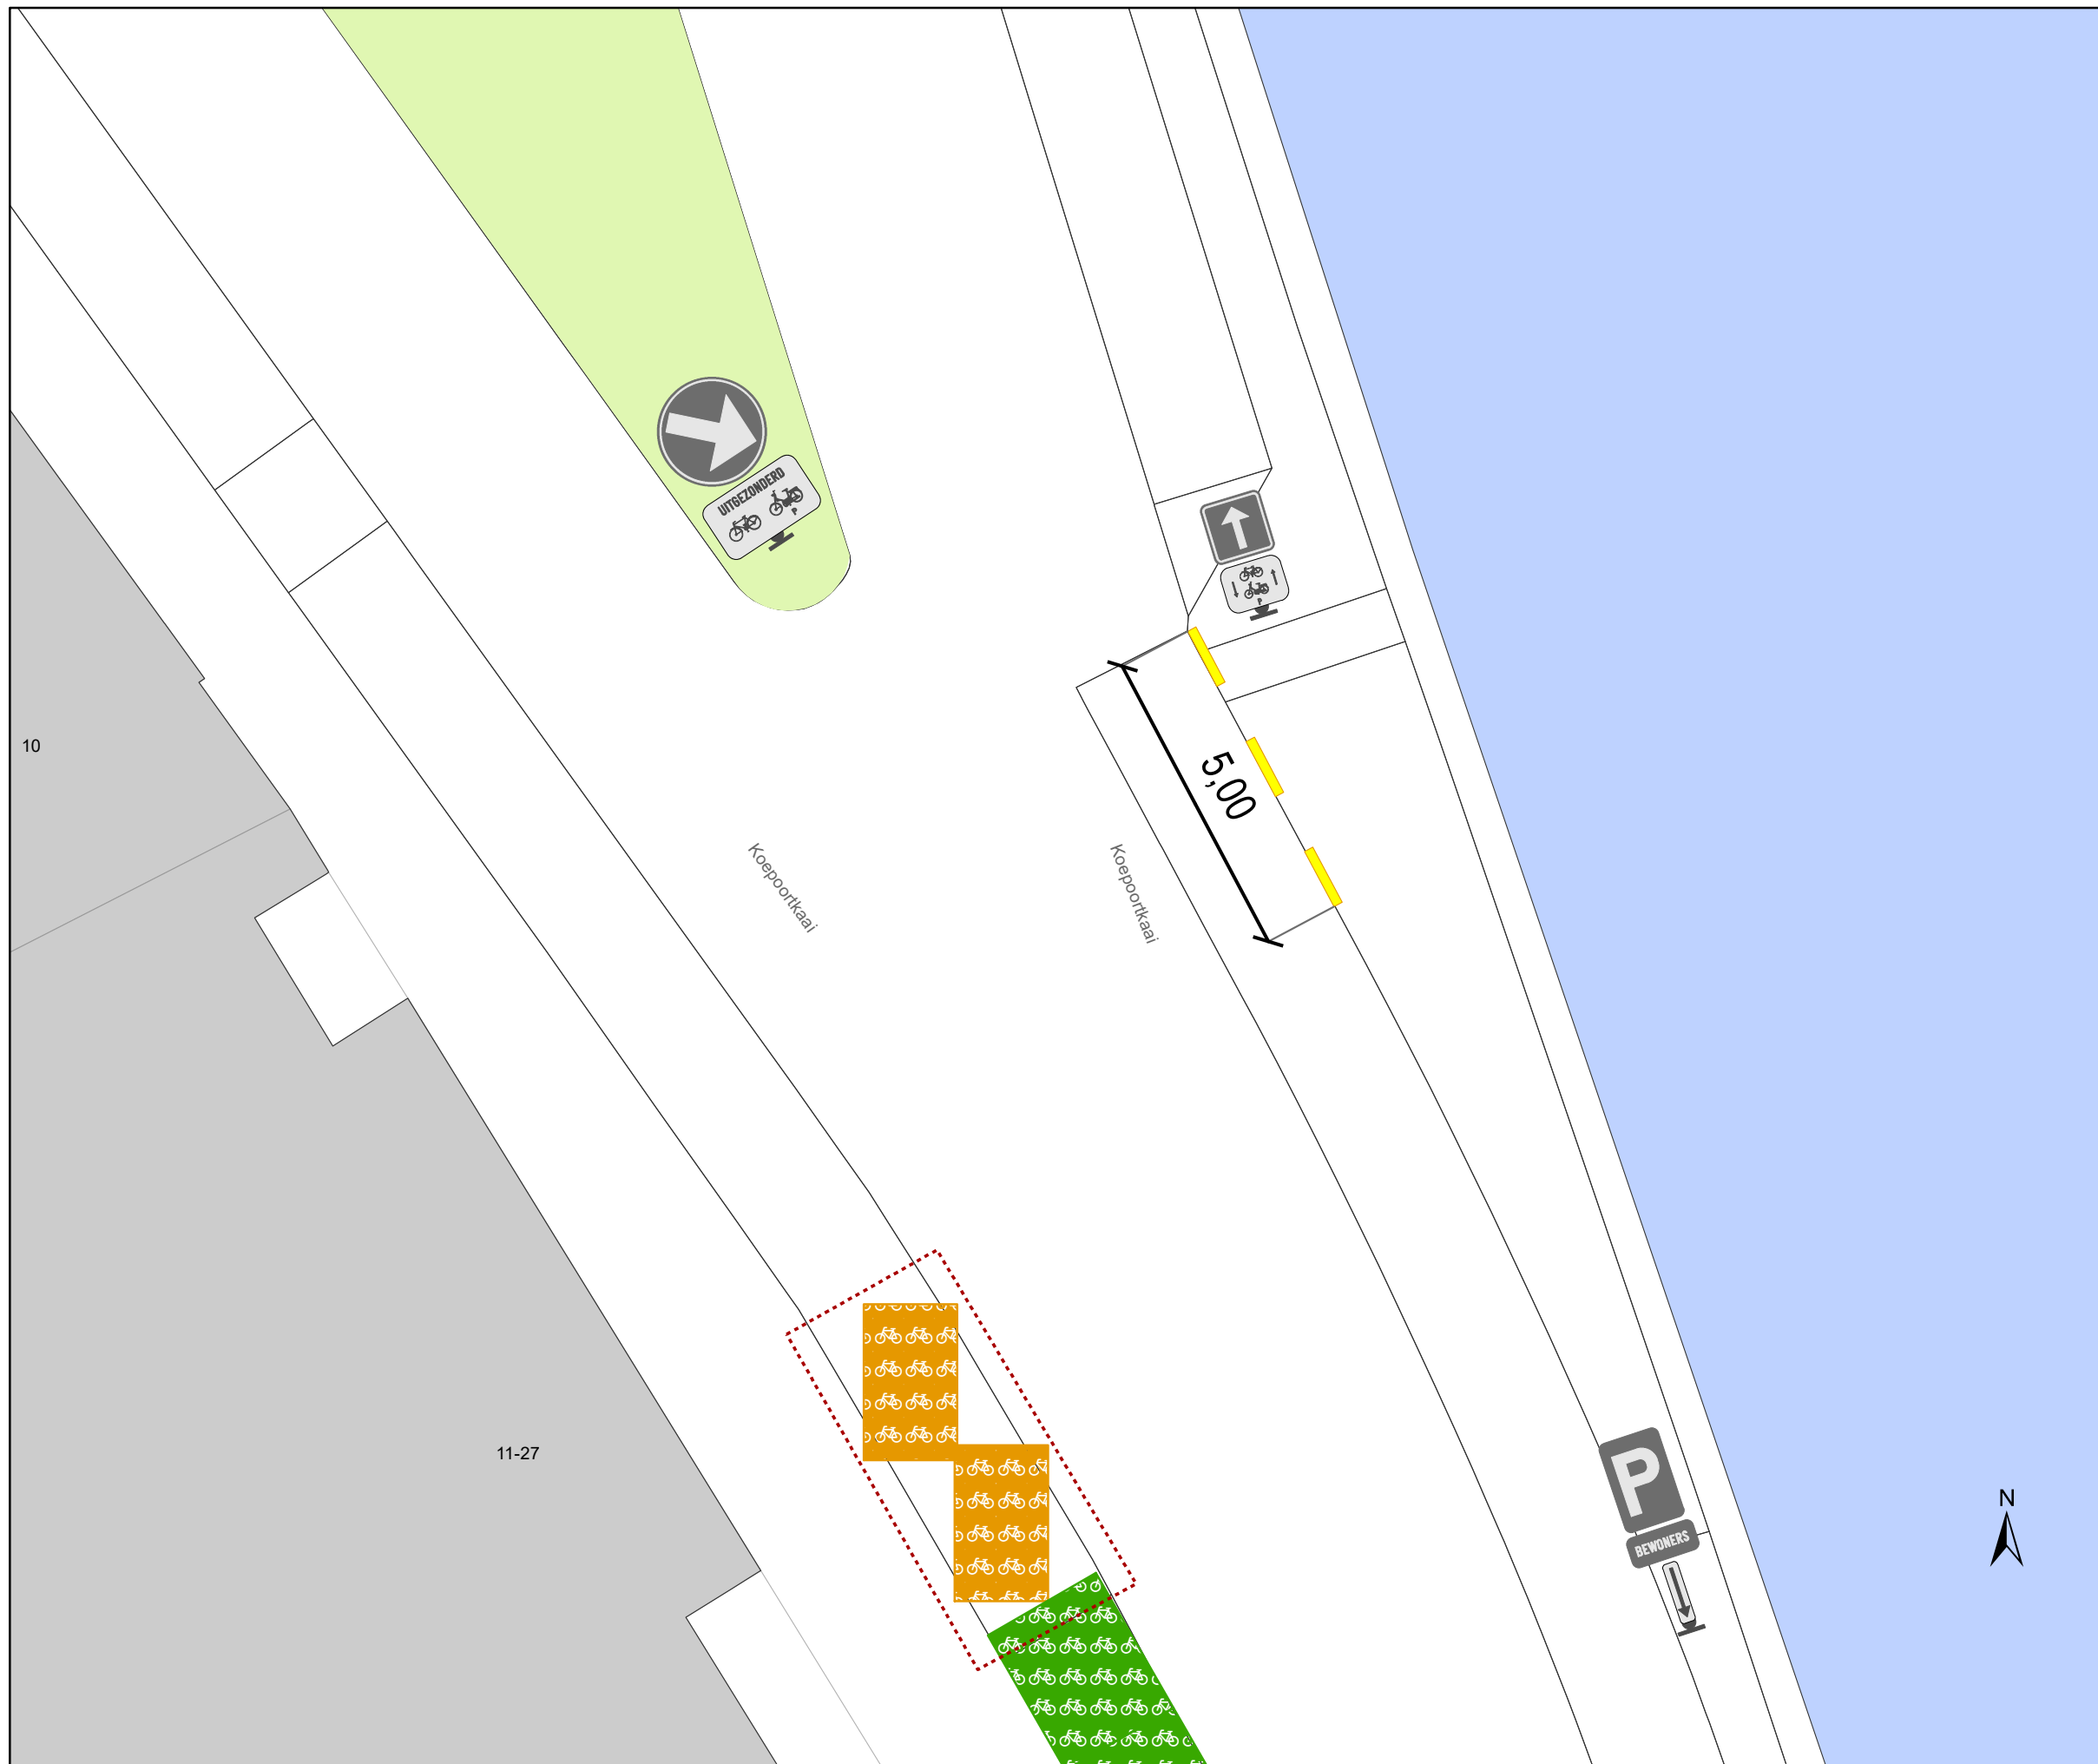 UITGEZONDERD
P
P
10
5,00
Koepoortkaai
Koepoortkaai
11-27
P
BEWONERS
N